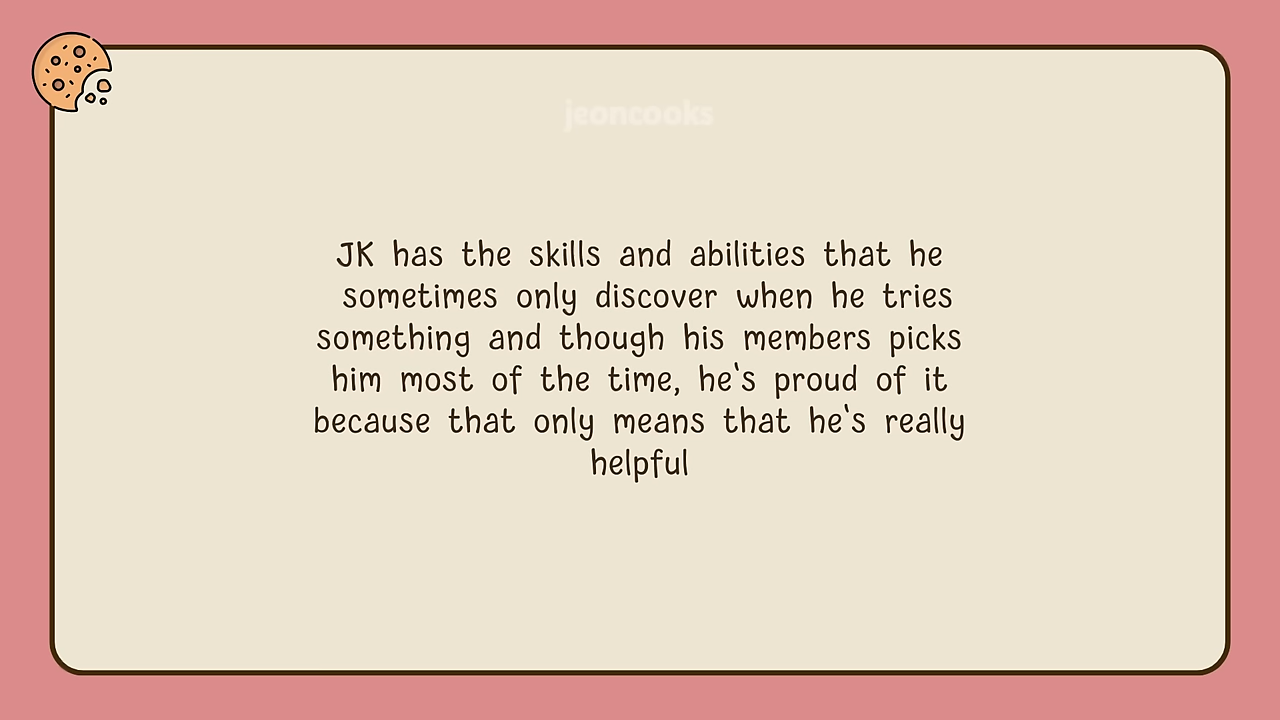 jeoncooks
JK has the skills and abilities that he
sometimes only discover when he tries
something and though his members picks
him most of the time, he's proud of it
because that only means that he's really
helpful